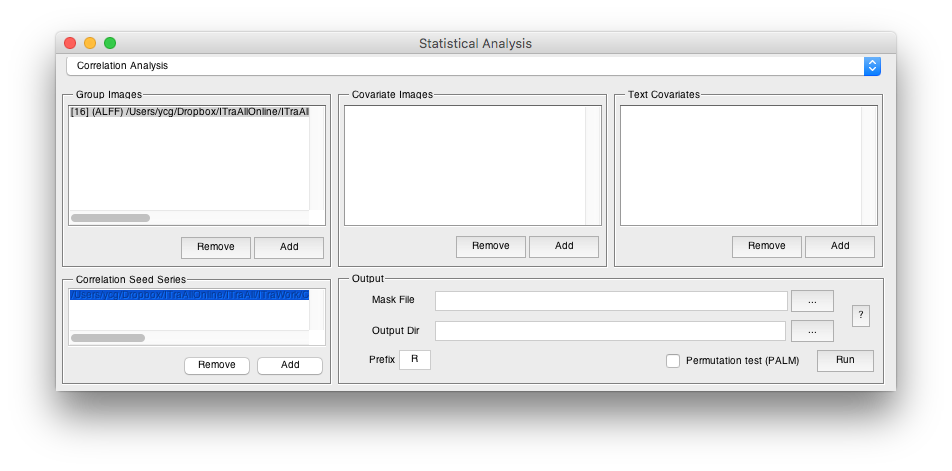 Statistical Analysis
Correlation Analysis
Group Images
Covariate Images
Text Covariates
[16] (ALFF) /Users/ycg/Dropbox/ITraAllOnline/ITraAll
Remove
Add
Remove
Add
Remove
Add
Correlation Seed Series
Output
/Users/ycg/Dropbox/ITraAllOnline/ITraAll/ITraWork/
Mask File
...
?
Output Dir
...
Prefix
R
Permutation test (PALM)
Run
Remove
Add